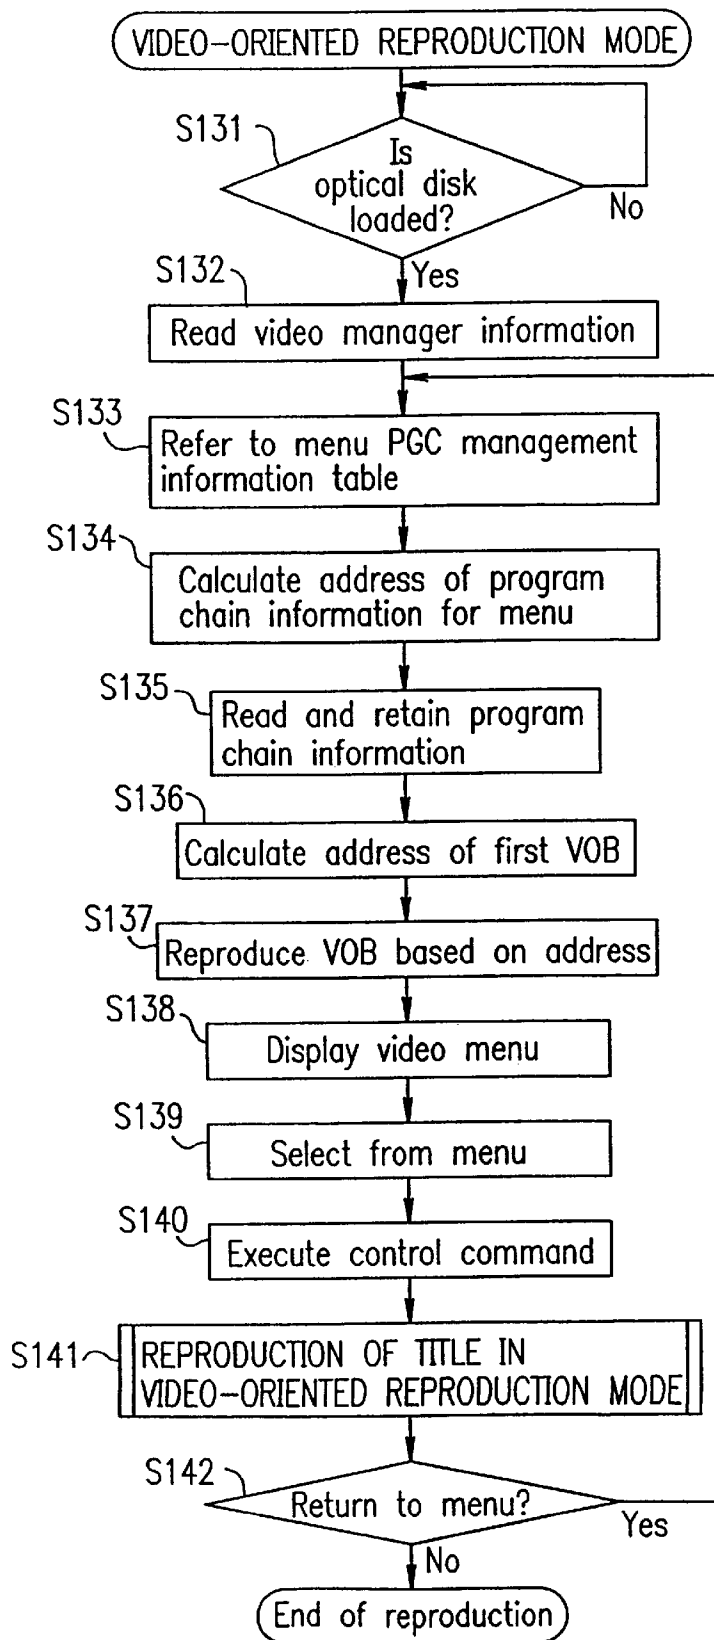 VIDEO-ORIENTED REPRODUCTION MODE
S131
Is
optical disk
loaded?
No
Yes
S132
Read video manager information
S133
Refer to menu PGC management
information table
S134
Calculate address of program
chain information for menu
S135
Read and retain program
chain information
S136
Calculate address of first VOB
S137
Reproduce VOB based on address
S138
Display video menu
S139
Select from menu
S140
Execute control command
S141
REPRODUCTION OF TITLE IN
VIDEO-ORIENTED REPRODUCTION MODE
S142
Return to menu?
Yes
No
End of reproduction